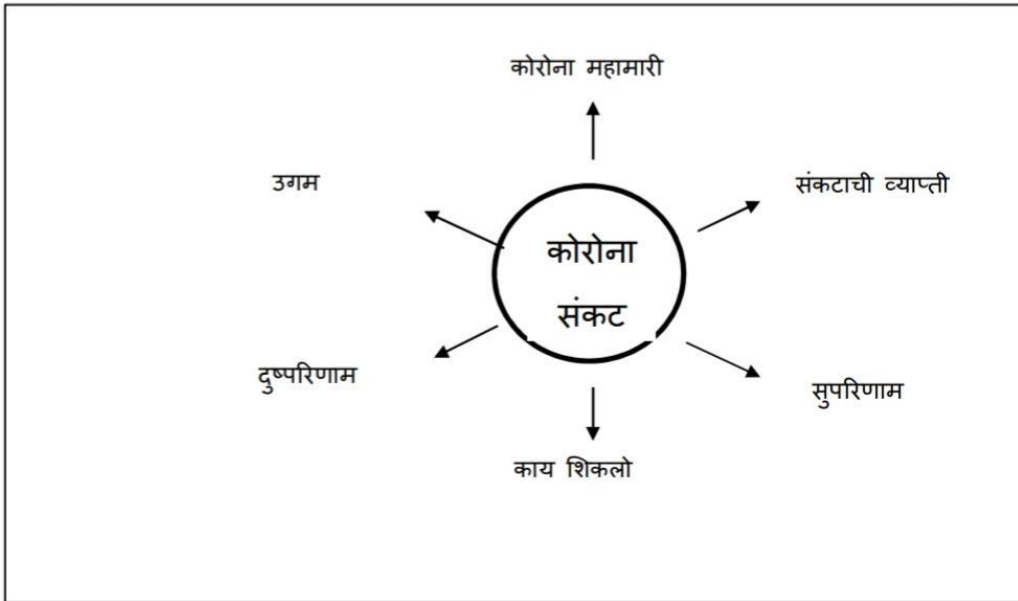 कोरोना महामारी
उगम
संकटाची व्याप्ती
कोरोना
संकट
दुष्परिणाम
सुपरिणाम
काय शिकलो